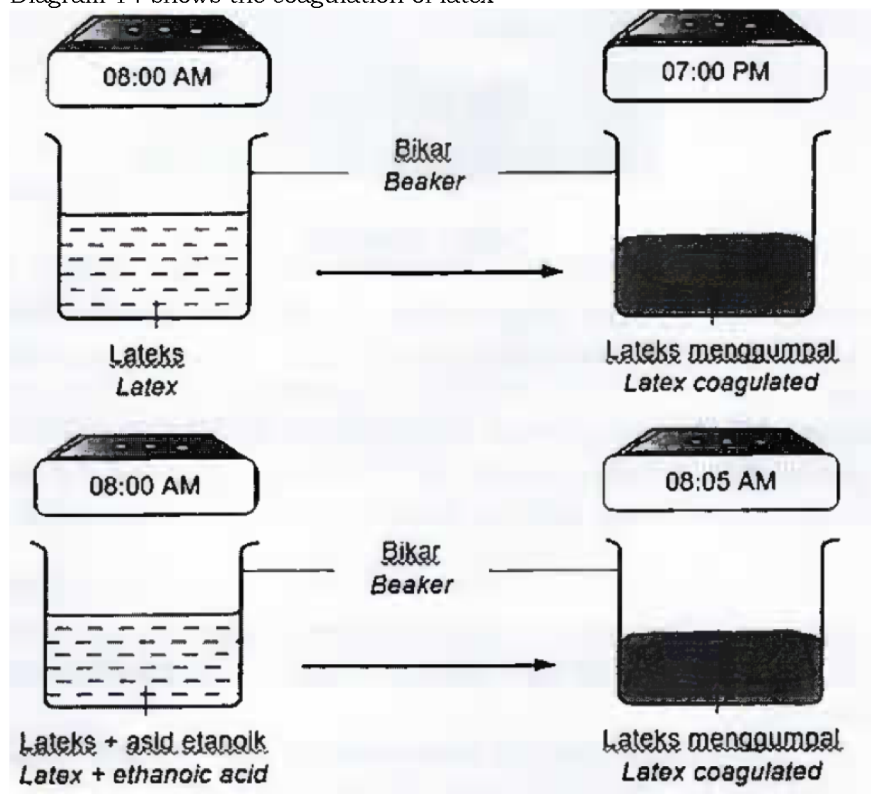 Diagram 14 shows the coagulation of latex
08:00 AM
07:00 PM
Bikar
Beaker
Lateks
Latex
Lateks menggumpal
Latex coagulated
08:00 AM
08:05 AM
Bikar
Beaker
Lateks + asid etanoik
Latex + ethanoic acid
Lateks menggumpal
Latex coagulated